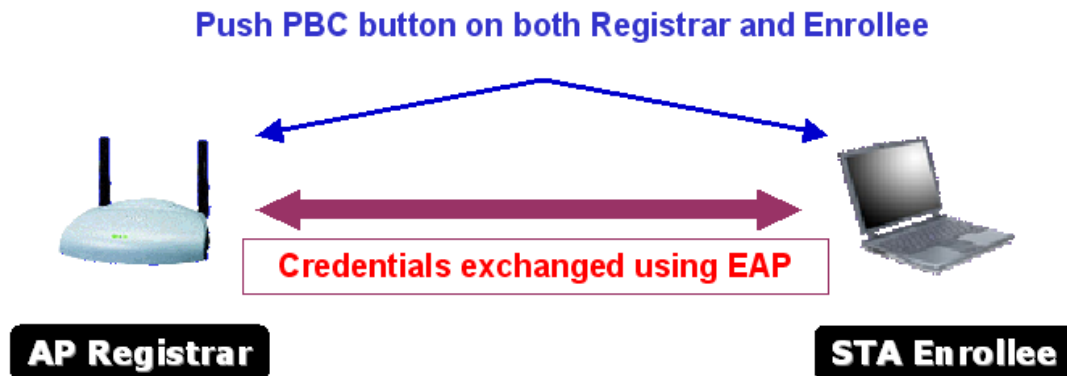 Push PBC button on both Registrar and Enrollee
Credentials exchanged using EAP
AP Registrar
STA Enrollee